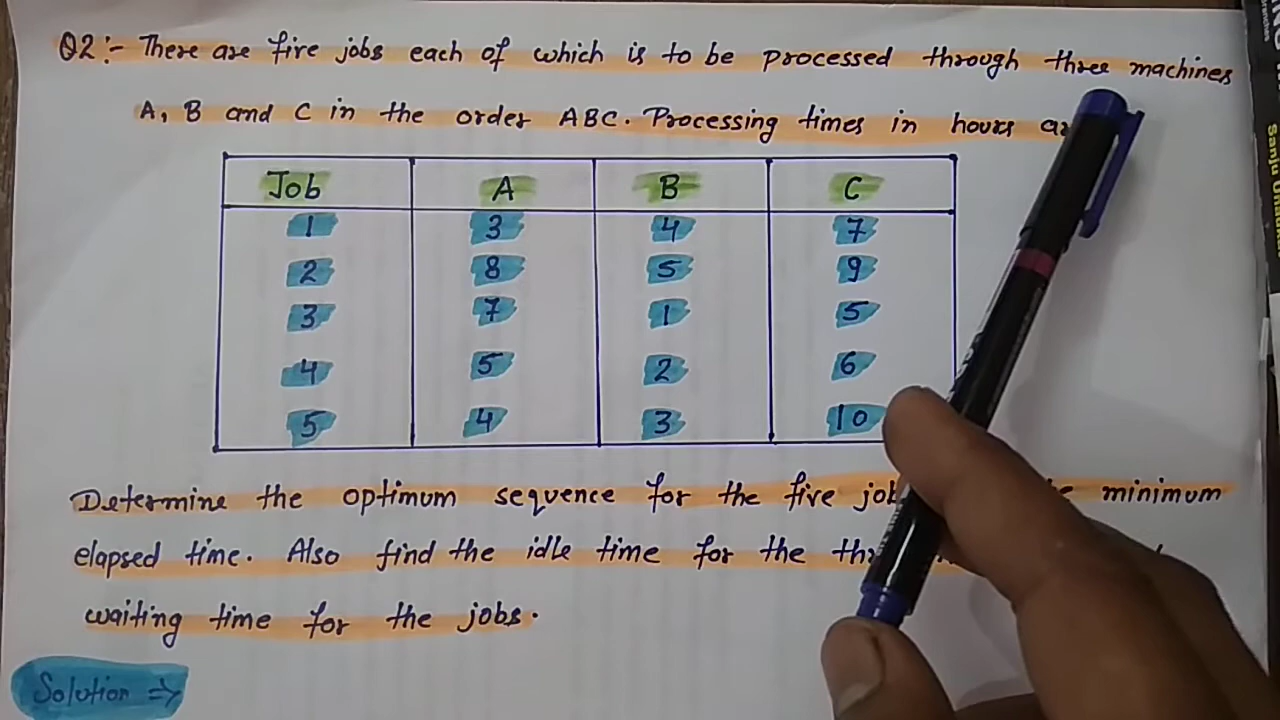 Q2:- There are five jobs each of which is to be processed through three machines
A, B and C in the order ABC. Processing times in hours
Job A B C
1 3 4 7
2 8 5 9
3 7 1 5
4 5 2 6
5 4 3 10
Determine the optimum sequence for the five minimum
elapsed time. Also find the idle time for the
waiting time for the jobs.
Solution ⇒
Sanju